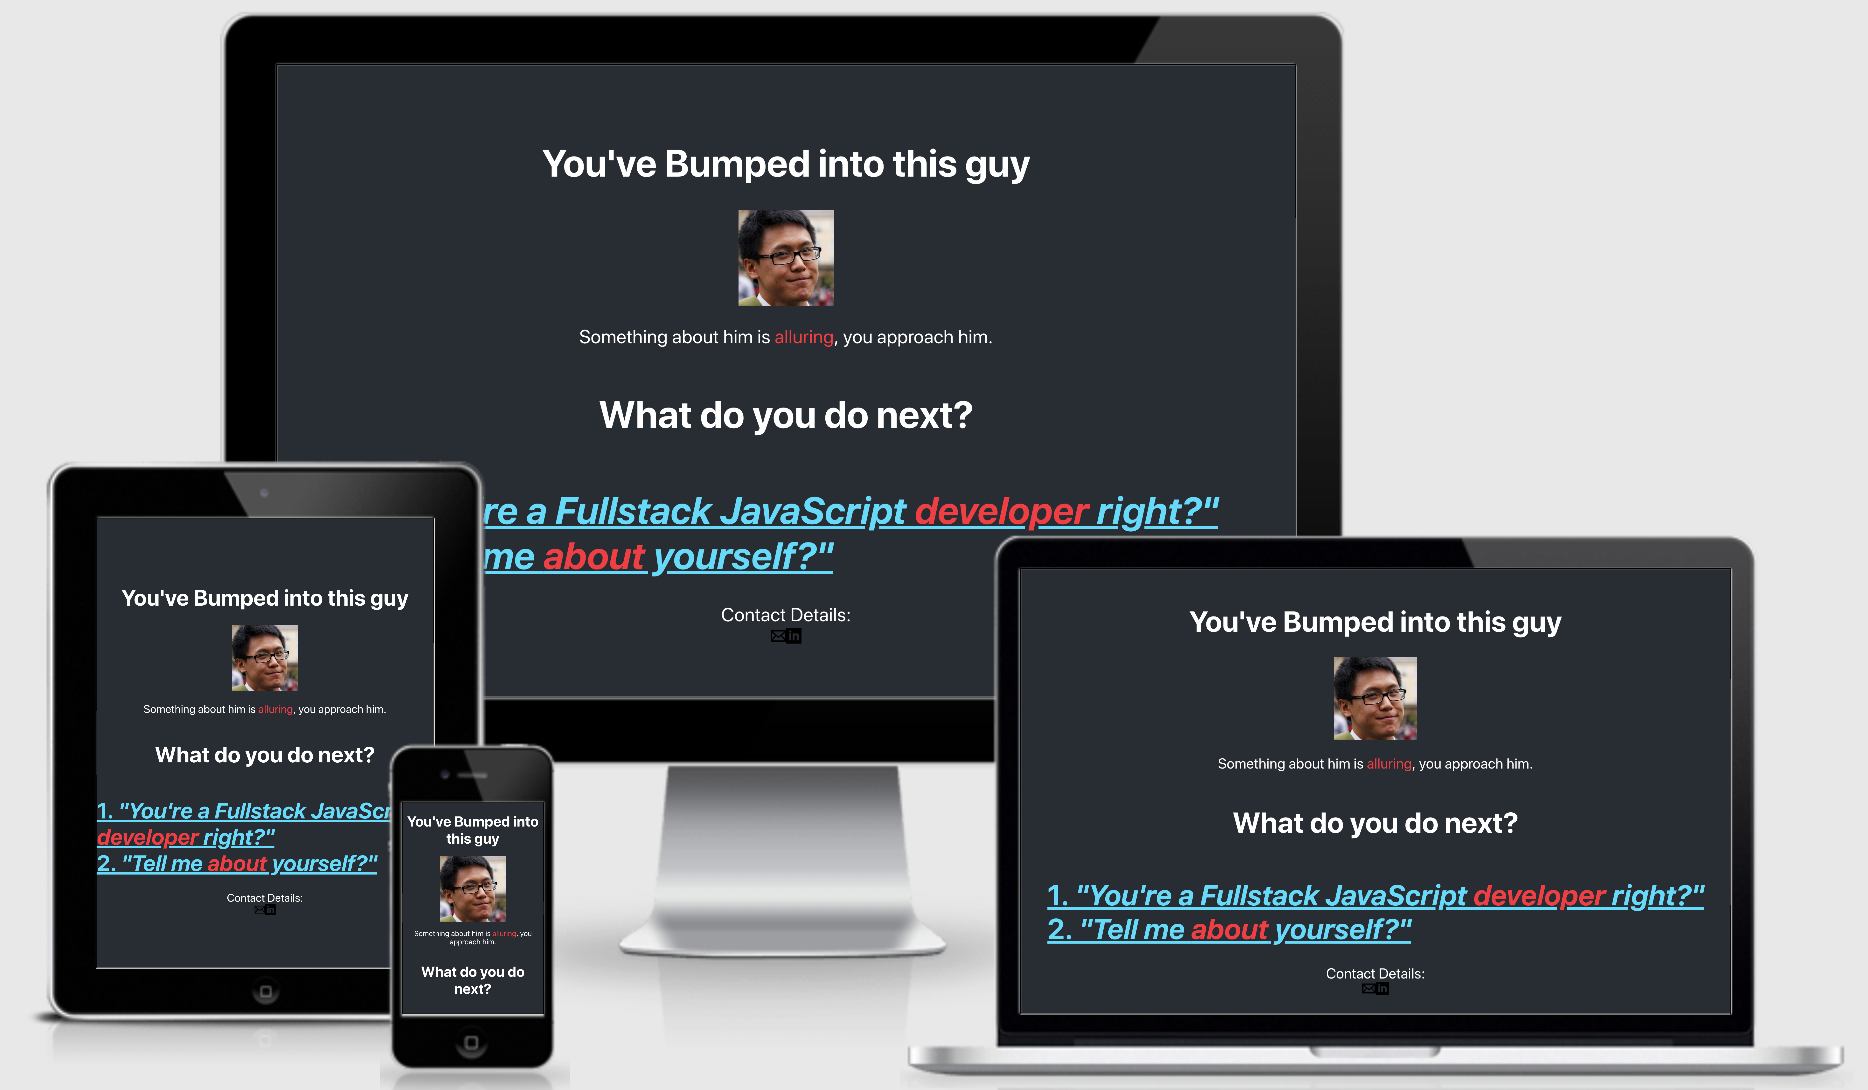 You've Bumped into this guy
Something about him is alluring, you approach him.
What do you do next?
re a Fullstack JavaScript developer right?"
me about yourself?"
Contact Details:
in
You've Bumped into this guy
Something about him is alluring, you approach him.
What do you do next?
1. "You're a Fullstack JavaScr
developer right?"
2. "Tell me about yourself?"
Contact Details:
in
You've Bumped into
this guy
Something about him is alluring, you
approach him.
What do you do
next?
You've Bumped into this guy
Something about him is alluring, you approach him.
What do you do next?
1. "You're a Fullstack JavaScript developer right?"
2. "Tell me about yourself?"
Contact Details:
in